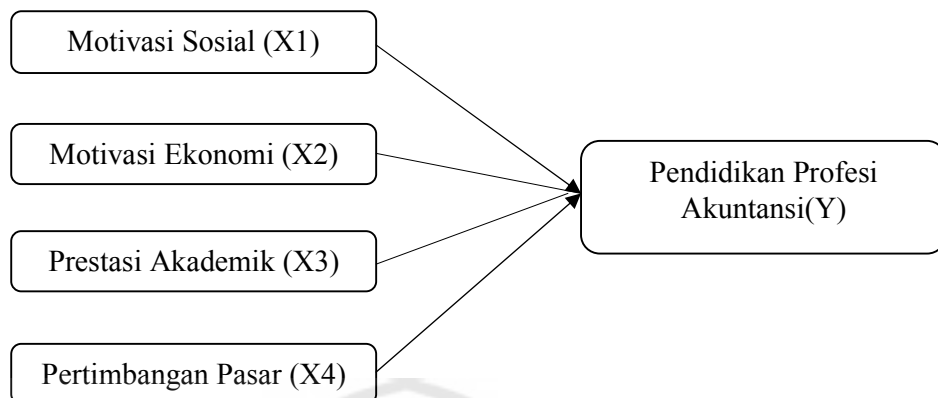 Motivasi Sosial (X1)
Motivasi Ekonomi (X2)
Pendidikan Profesi
Akuntansi(Y)
Prestasi Akademik (X3)
Pertimbangan Pasar (X4)